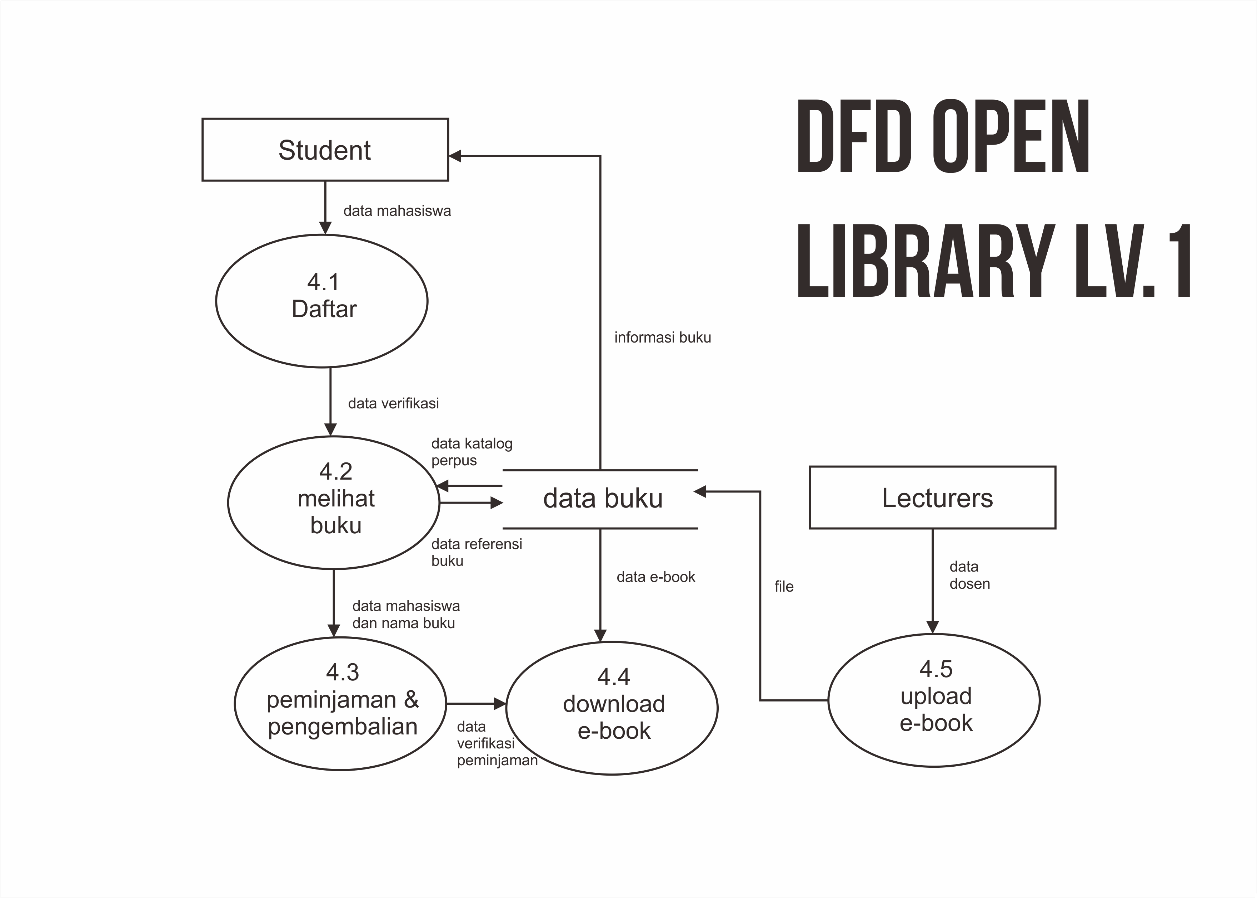 DFD OPEN
LIBRARY LV.1
Student
data mahasiswa
4.1
Daftar
informasi buku
data verifikasi
data katalog
perpus
4.2
melihat
buku
data buku
Lecturers
data referensi
buku
data e-book
file
data
dosen
data mahasiswa
dan nama buku
4.3
peminjaman &
pengembalian
data
verifikasi
peminjaman
4.4
download
e-book
4.5
upload
e-book